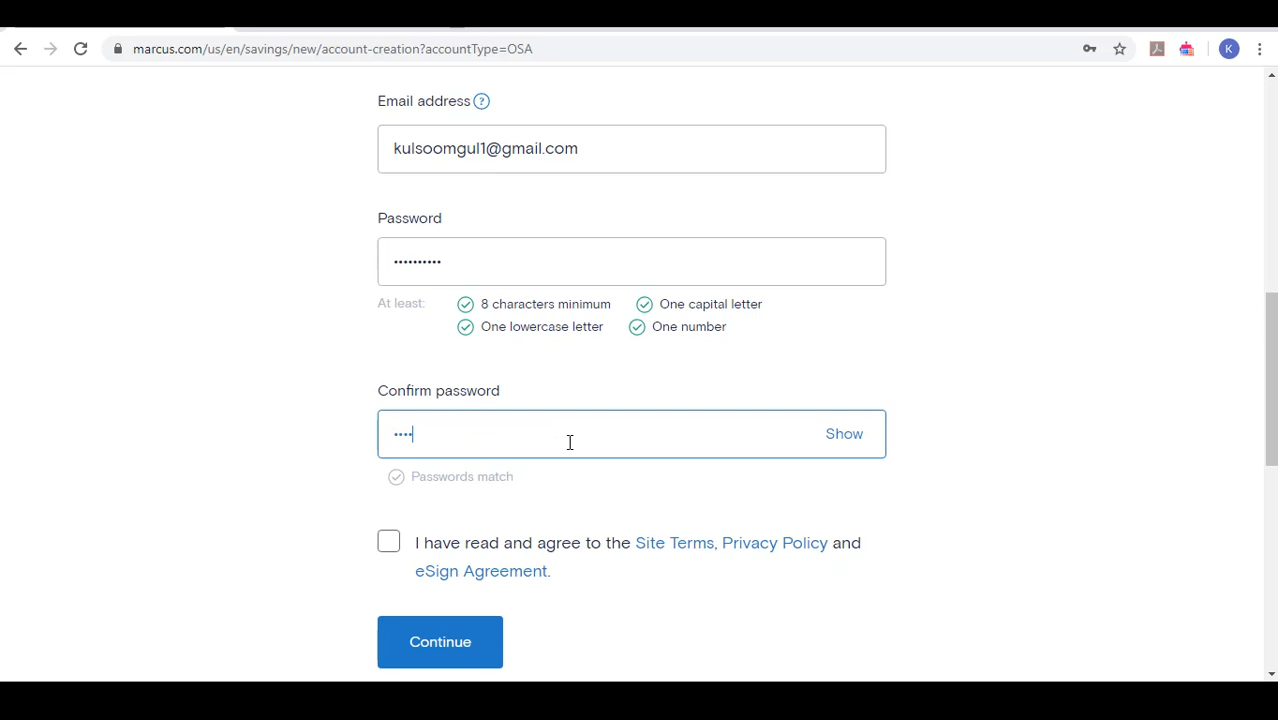 marcus.com/us/en/savings/new/account-creation?accountType=OSA
K
Email address ?
kulsoomgul1@gmail.com
Password
••••••••••
At least: 8 characters minimum One capital letter
One lowercase letter One number
Confirm password
•••• Show
Passwords match
I have read and agree to the Site Terms, Privacy Policy and
eSign Agreement.
Continue